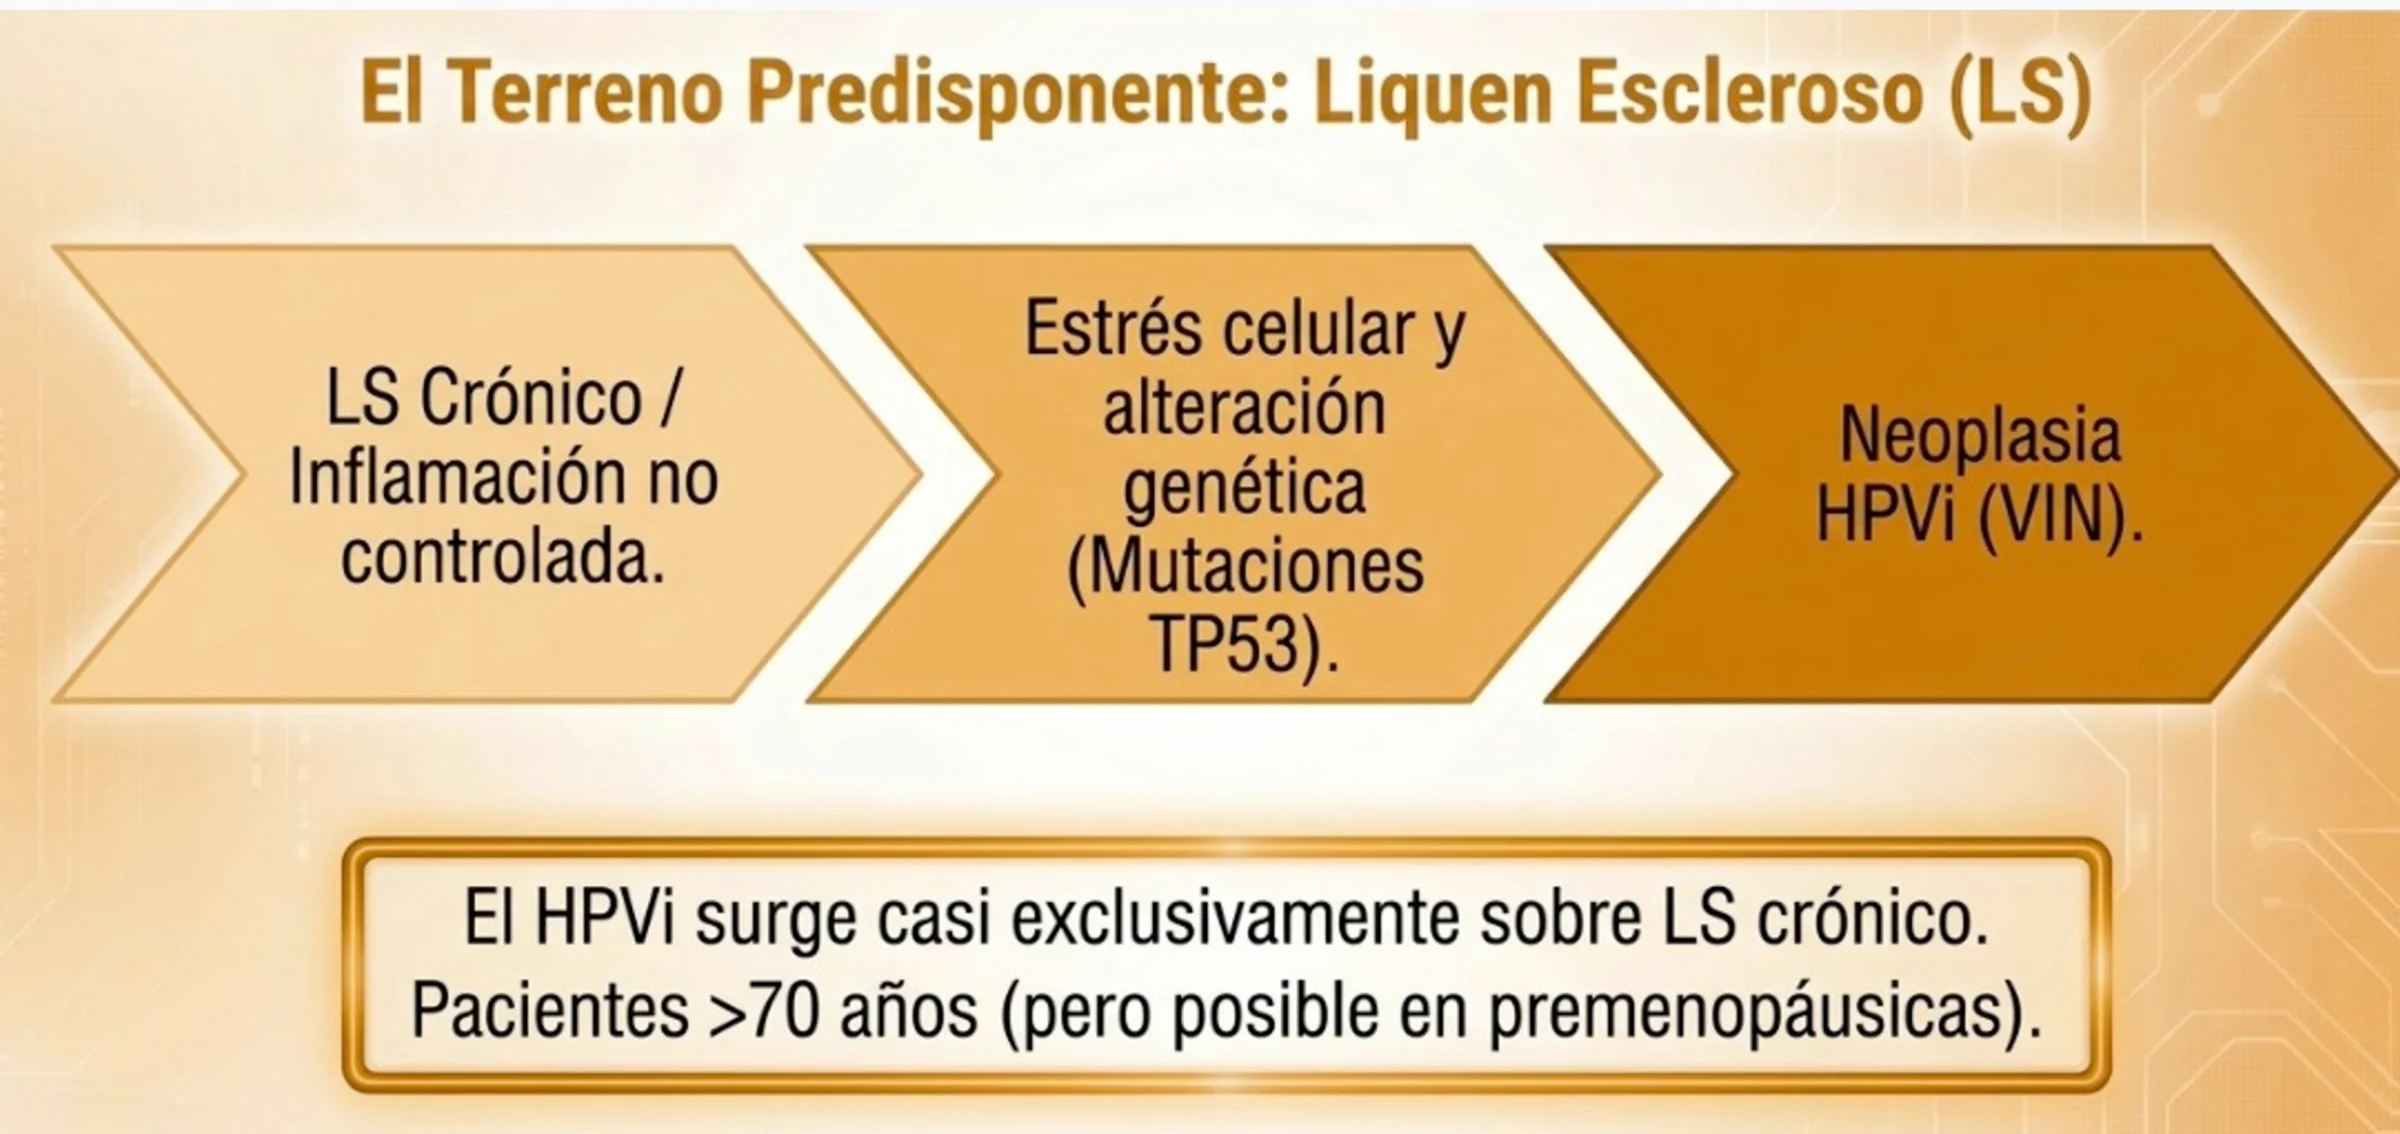 El Terreno Predisponente: Liquen Escleroso (LS)
LS Crónico /
Inflamación no
controlada.
Estrés celular y
alteración
genética
(Mutaciones
TP53).
Neoplasia
HPVi (VIN).
El HPVi surge casi exclusivamente sobre LS crónico.
Pacientes >70 años (pero posible en premenopáusicas).